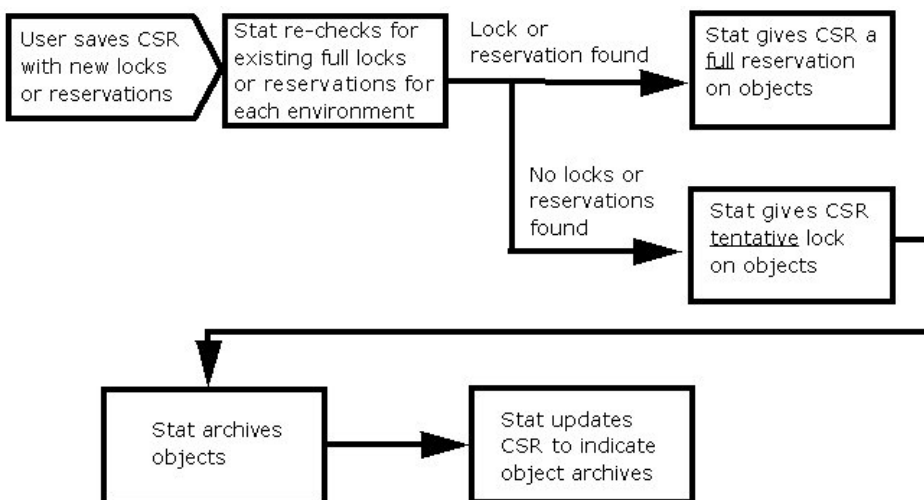 User saves CSR
with new locks
or reservations
Stat re-checks for
existing full locks
or reservations for
each environment
Lock or
reservation found
Stat gives CSR a
full reservation
on objects
No locks or
reservations
found
Stat gives CSR
tentative lock
on objects
Stat archives
objects
Stat updates
CSR to indicate
object archives